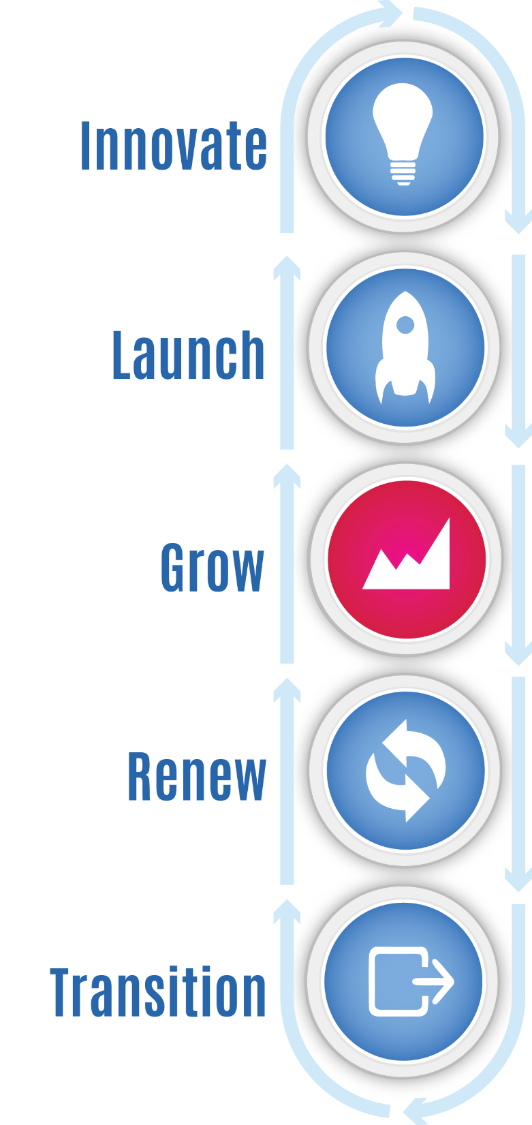 Innovate
Launch
Grow
Renew
Transition